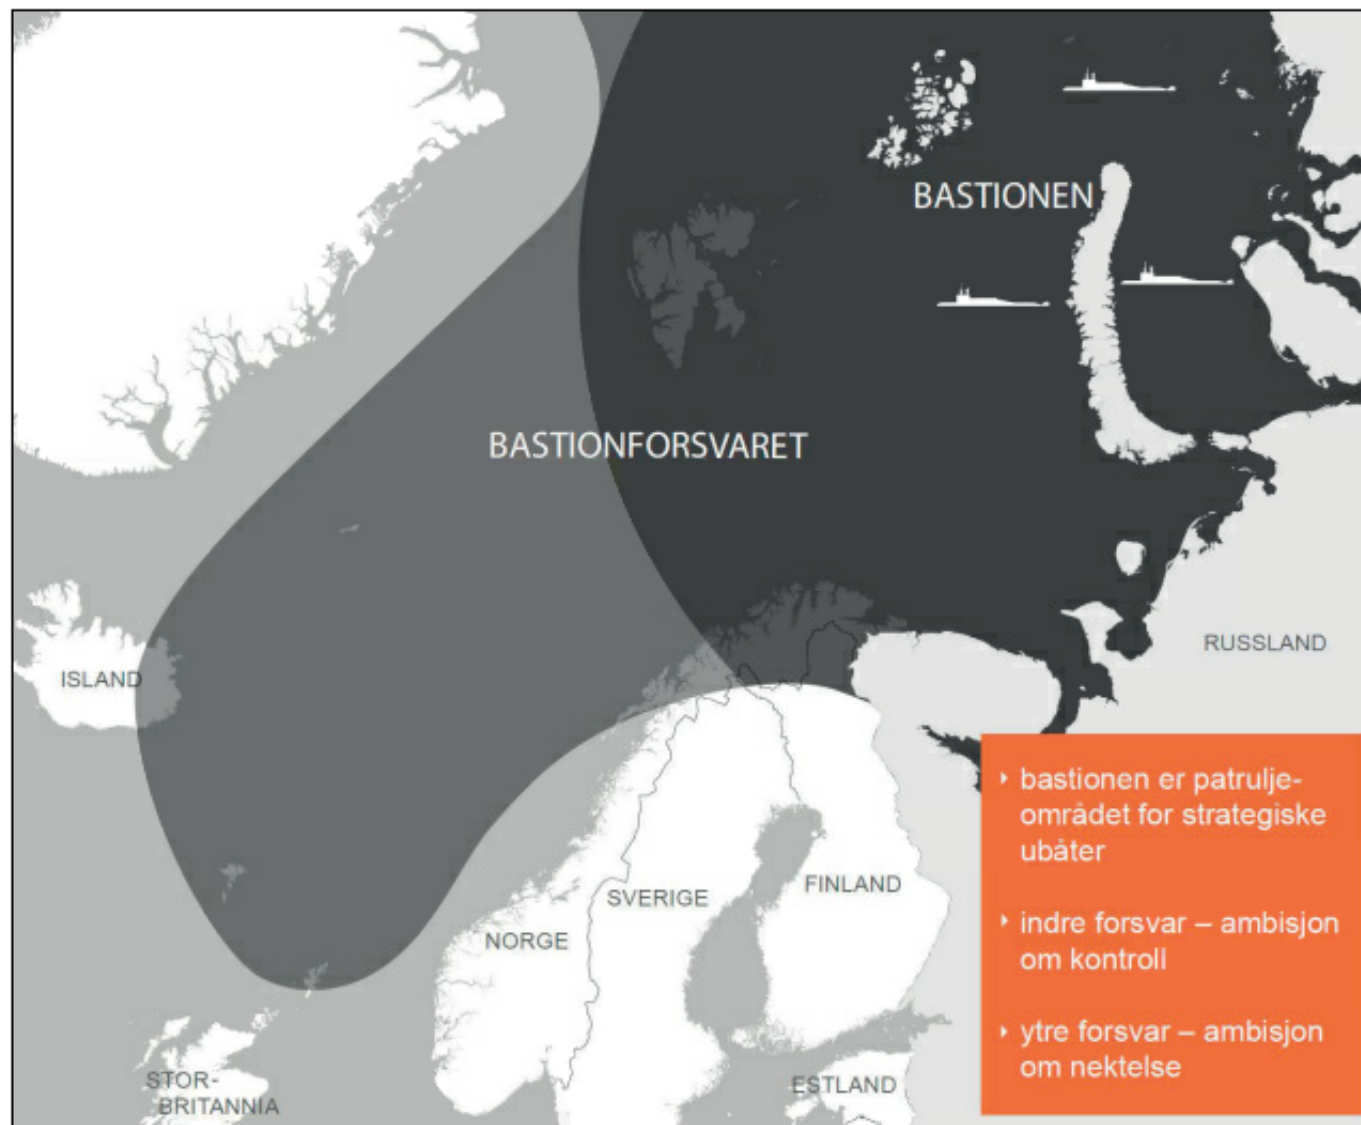 BASTIONEN
BASTIONFORSVARET
RUSSLAND
ISLAND
SVERIGE
FINLAND
NORGE
STOR-
BRITANNIA
ESTLAND
‣ bastionen er patrulje-
området for strategiske
ubåter
‣ indre forsvar – ambisjon
om kontroll
‣ ytre forsvar – ambisjon
om nektelse